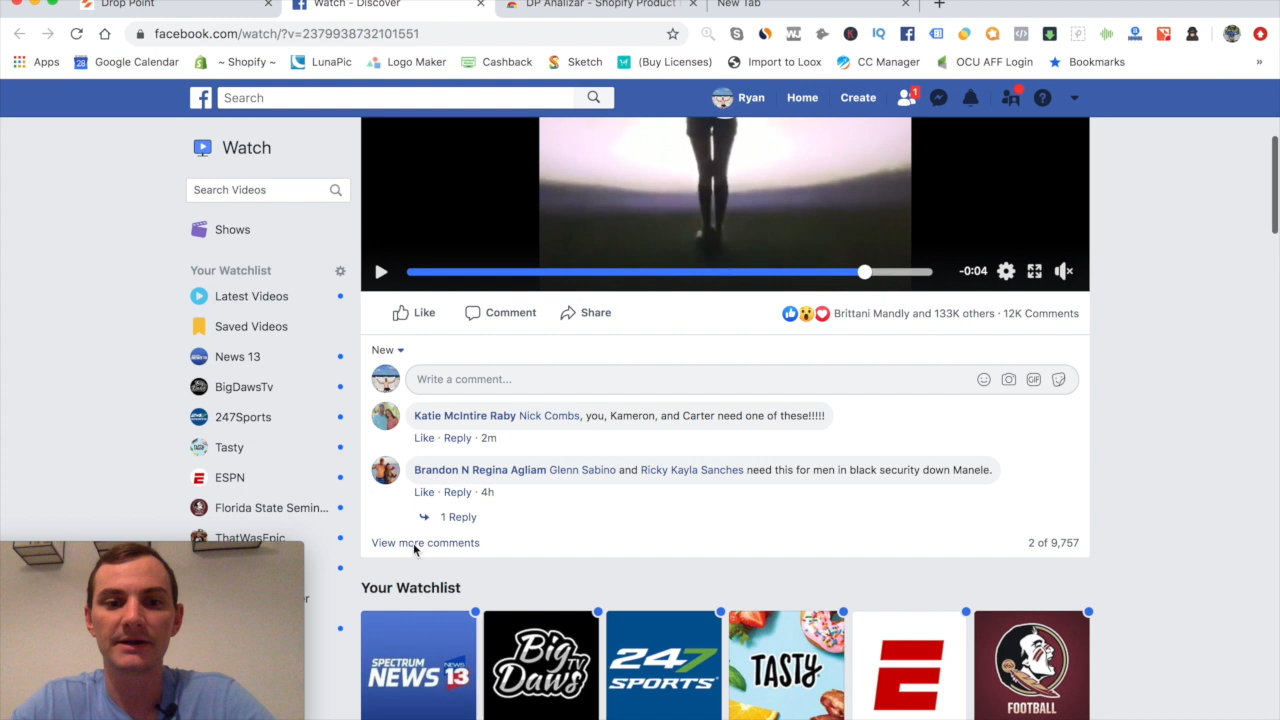 Drop Point
Watch - Discover
DP Analizar - Shopify Product
New Tab
facebook.com/watch/?v=2379938732101551
Apps
Google Calendar
~ Shopify ~
LunaPic
Logo Maker
Cashback
Sketch
(Buy Licenses)
Import to Loox
CC Manager
OCU AFF Login
Bookmarks
Search
Ryan
Home
Create
1
Watch
Search Videos
Shows
Your Watchlist
Latest Videos
Saved Videos
News 13
BigDawsTv
247Sports
Tasty
ESPN
Florida State Semin...
ThatWasEpic
-0:04
Like
Comment
Share
Brittani Mandly and 133K others · 12K Comments
New
Write a comment...
GIF
Katie McIntire Raby Nick Combs, you, Kameron, and Carter need one of these!!!!!
Like · Reply · 2m
Brandon N Regina Agliam Glenn Sabino and Ricky Kayla Sanches need this for men in black security down Manele.
Like · Reply · 4h
1 Reply
View more comments
2 of 9,757
Your Watchlist
SPECTRUM
NEWS 13
Big
Daws
TV
247
SPORTS
TASTY
FOOTBALL